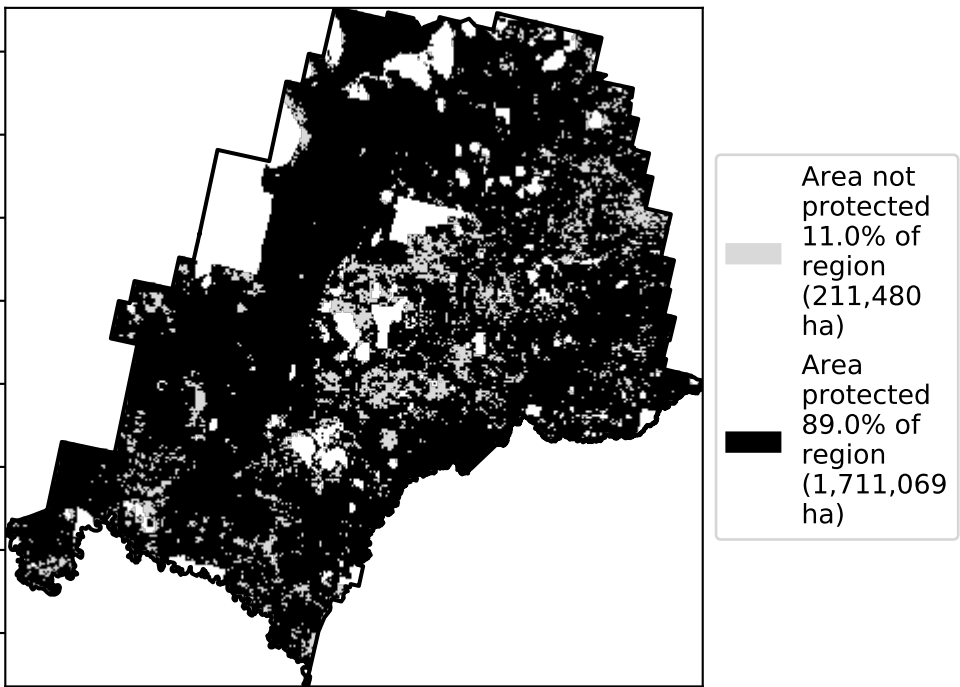 Area not
protected
11.0% of
region
(211,480
ha)
Area
protected
89.0% of
region
(1,711,069
ha)